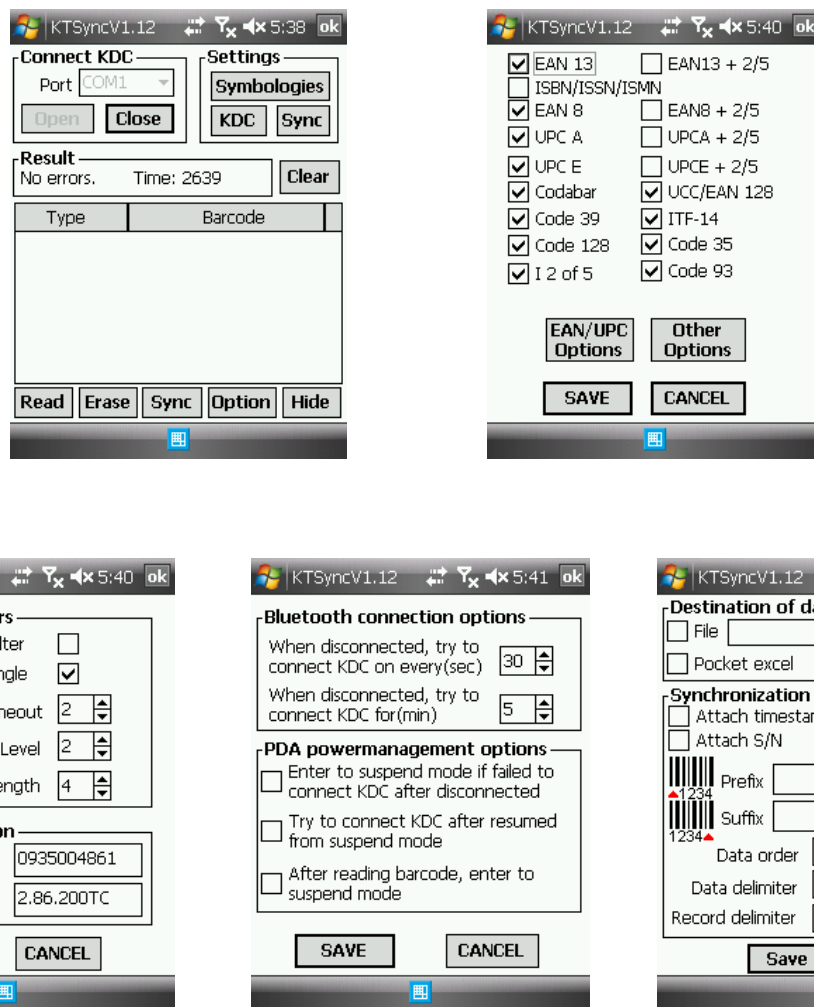 KTSyncV1.12 5:38 ok
Connect KDC
Port COM1
Open Close
Settings
Symbologies
KDC Sync
Result
No errors. Time: 2639
Clear
Type Barcode
Read Erase Sync Option Hide
KTSyncV1.12 5:40 ok
EAN 13 EAN13 + 2/5
ISBN/ISSN/ISMN
EAN 8 EAN8 + 2/5
UPC A UPCA + 2/5
UPC E UPCE + 2/5
Codabar UCC/EAN 128
Code 39 ITF-14
Code 128 Code 35
I 2 of 5 Code 93
EAN/UPC Options
Other Options
SAVE CANCEL
5:40 ok
Level
2
2
4
0935004861
2.86.200TC
CANCEL
KTSyncV1.12 5:41 ok
Bluetooth connection options
When disconnected, try to
connect KDC on every(sec) 30
When disconnected, try to
connect KDC for(min) 5
PDA powermanagement options
Enter to suspend mode if failed to
connect KDC after disconnected
Try to connect KDC after resumed
from suspend mode
After reading barcode, enter to
suspend mode
SAVE CANCEL
KTSyncV1.12
Destination of da
File
Pocket excel
Synchronization
Attach timestar
Attach S/N
1234 Prefix
1234 Suffix
Data order
Data delimiter
Record delimiter
Save